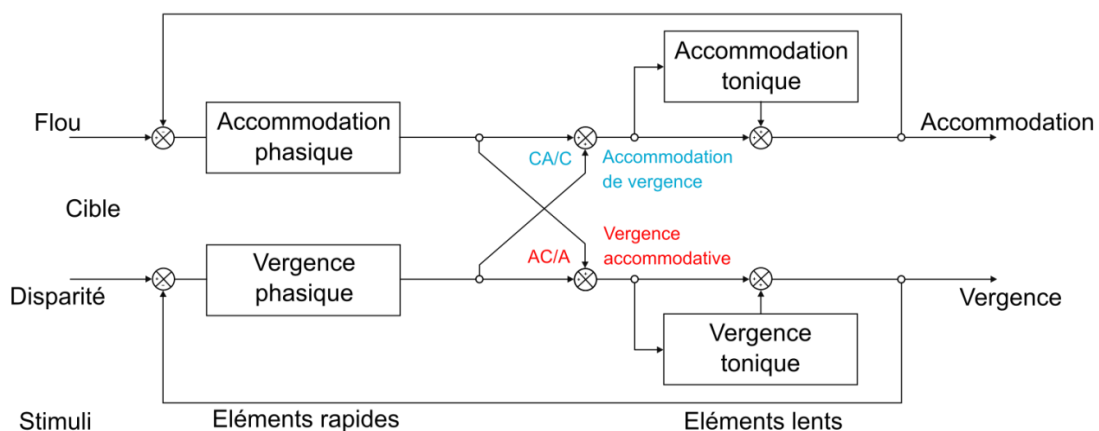 Accommodation
tonique
Flou
Accommodation
phasique
Accommodation
CA/C
Accommodation
de vergence
Cible
AC/A
Vergence
accommodative
Vergence
phasique
Disparité
Vergence
Vergence
tonique
Stimuli
Eléments rapides
Eléments lents